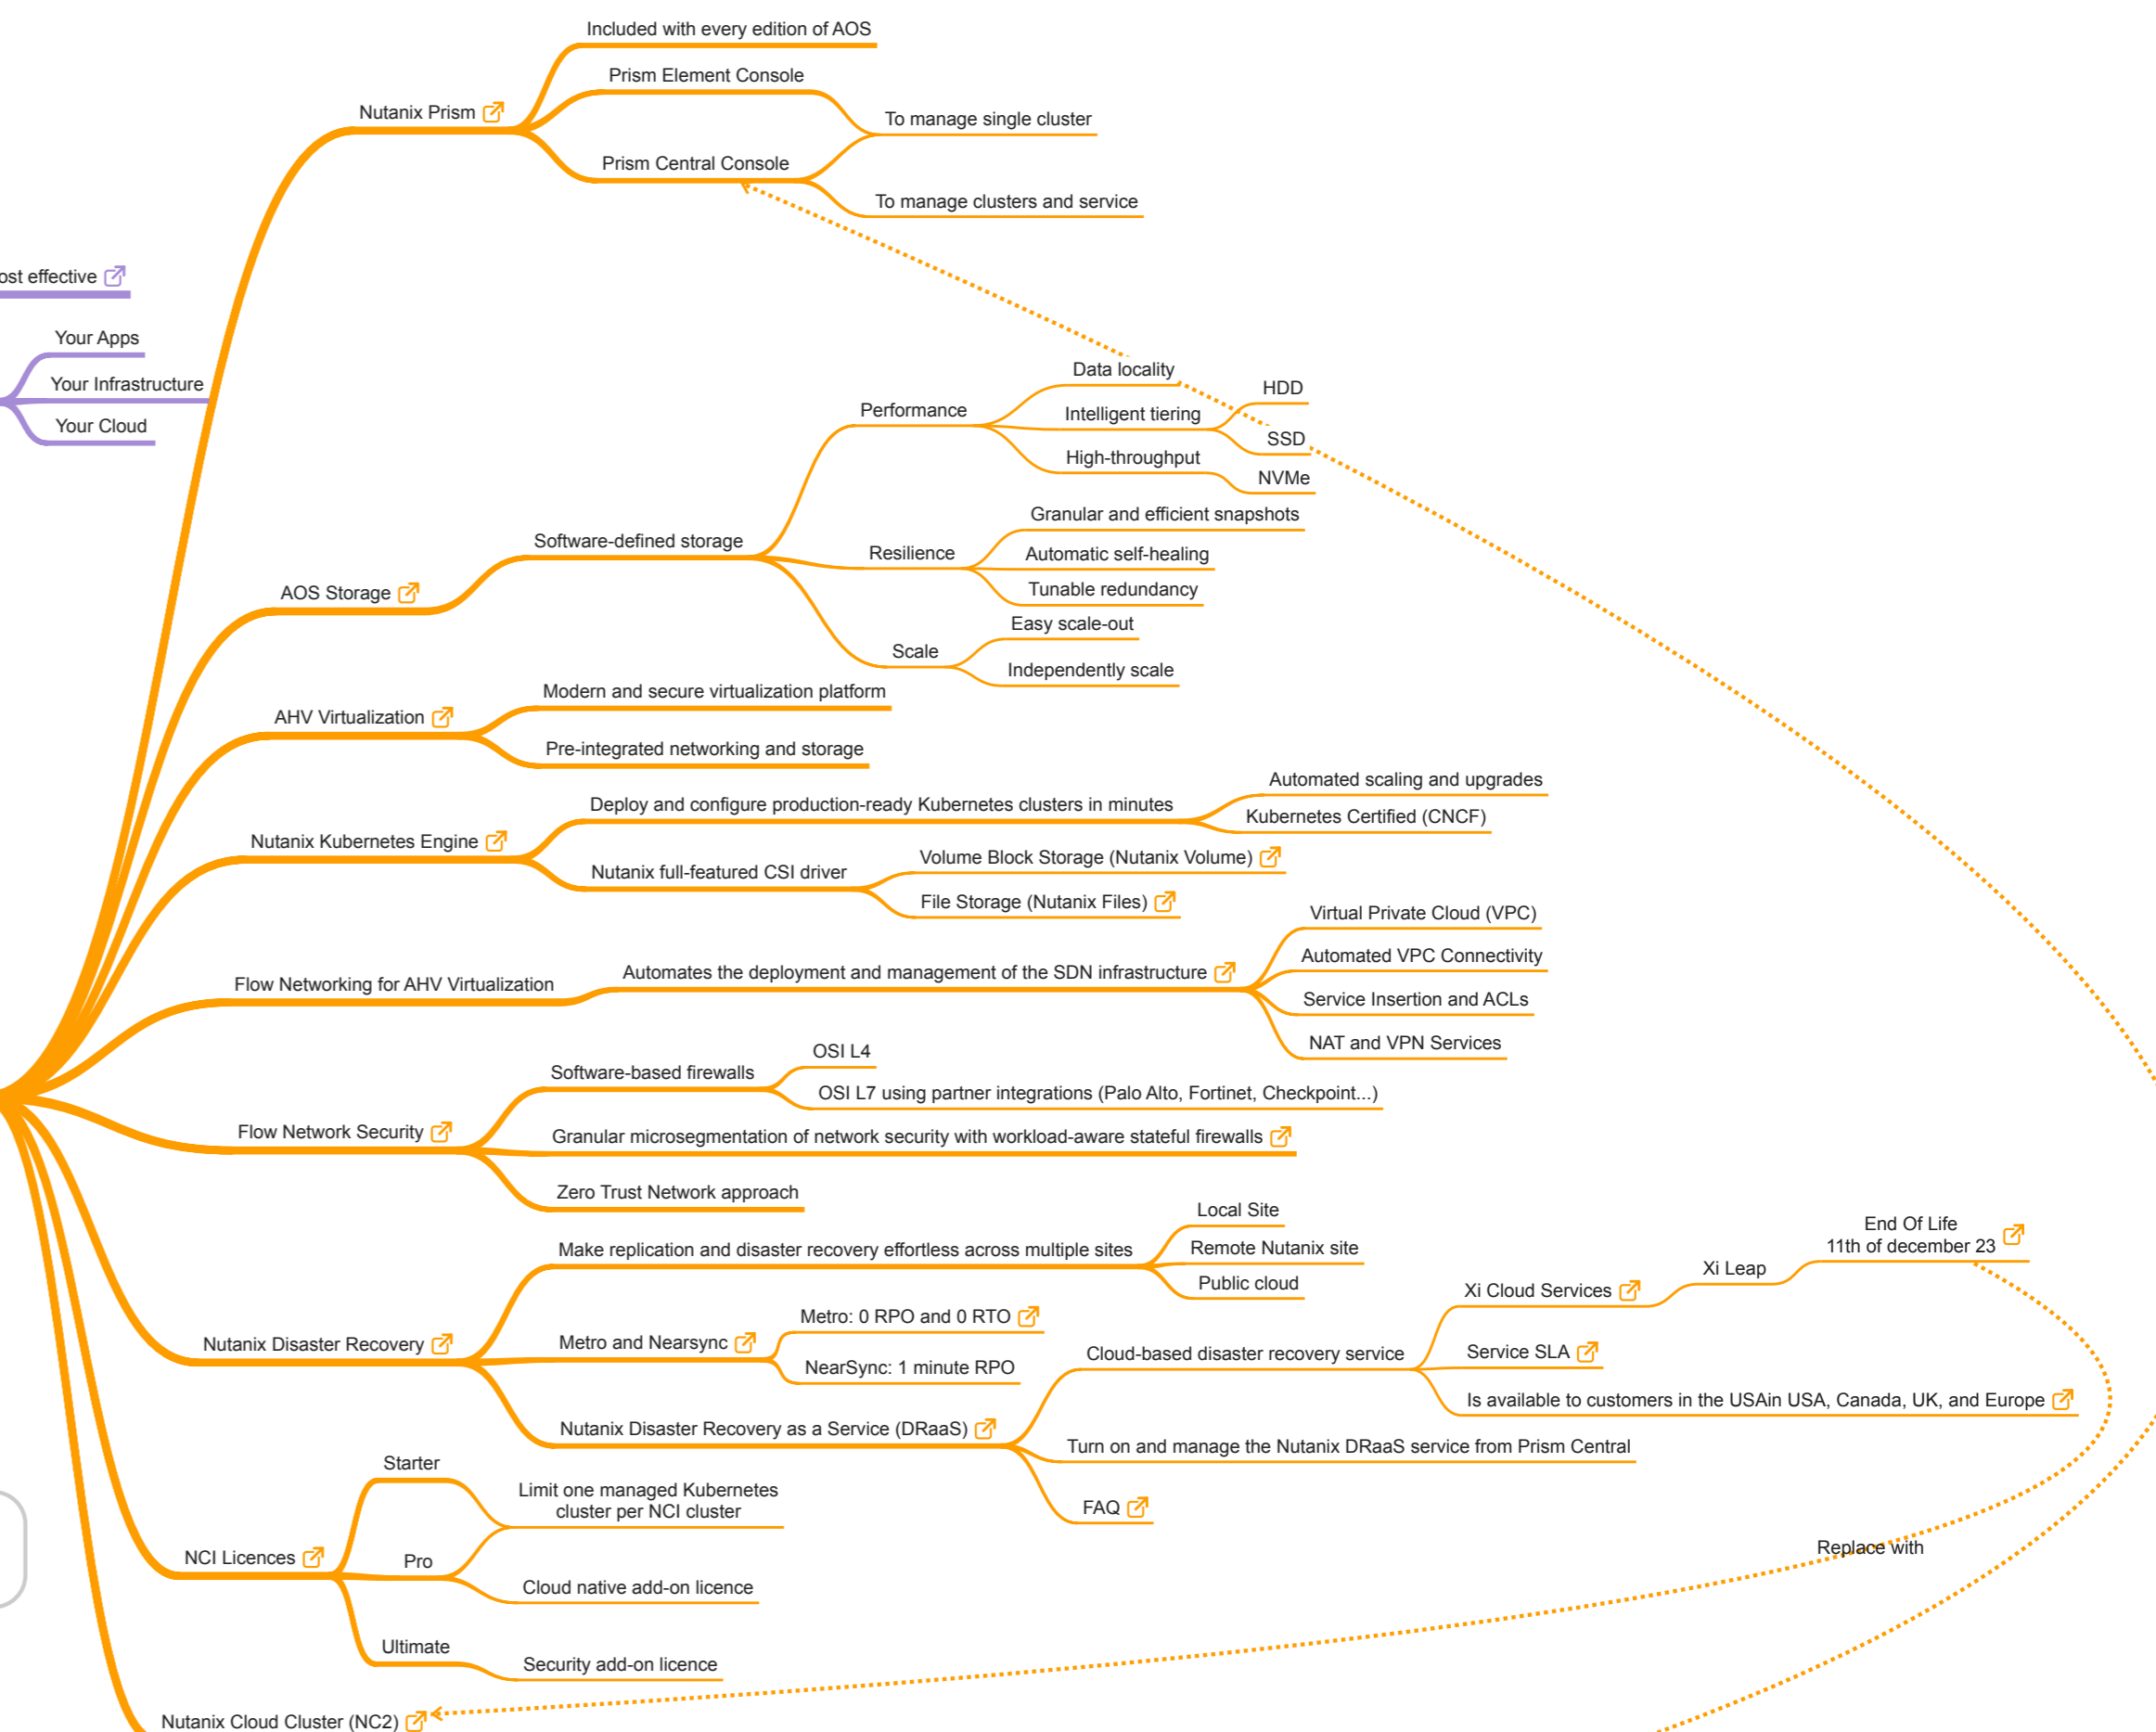 Included with every edition of AOS
Prism Element Console
Nutanix Prism
To manage single cluster
Prism Central Console
To manage clusters and service
effective
Your Apps
Your Infrastructure
Your Cloud
Data locality
HDD
Performance
Intelligent tiering
SSD
High-throughput
NVMe
Granular and efficient snapshots
Software-defined storage
Resilience
Automatic self-healing
AOS Storage
Tunable redundancy
Easy scale-out
Scale
Independently scale
Modern and secure virtualization platform
AHV Virtualization
Pre-integrated networking and storage
Automated scaling and upgrades
Deploy and configure production-ready Kubernetes clusters in minutes
Kubernetes Certified (CNCF)
Nutanix Kubernetes Engine
Volume Block Storage (Nutanix Volume)
Nutanix full-featured CSI driver
File Storage (Nutanix Files)
Virtual Private Cloud (VPC)
Automated VPC Connectivity
Flow Networking for AHV Virtualization
Automates the deployment and management of the SDN infrastructure
Service Insertion and ACLs
NAT and VPN Services
OSI L4
Software-based firewalls
OSI L7 using partner integrations (Palo Alto, Fortinet, Checkpoint...)
Flow Network Security
Granular microsegmentation of network security with workload-aware stateful firewalls
Zero Trust Network approach
Local Site
Make replication and disaster recovery effortless across multiple sites
Remote Nutanix site
Public cloud
End Of Life
11th of december 23
Xi Leap
Xi Cloud Services
Metro: 0 RPO and 0 RTO
Nutanix Disaster Recovery
Metro and Nearsync
NearSync: 1 minute RPO
Cloud-based disaster recovery service
Service SLA
Is available to customers in the USAin USA, Canada, UK, and Europe
Nutanix Disaster Recovery as a Service (DRaaS)
Turn on and manage the Nutanix DRaaS service from Prism Central
FAQ
Starter
Limit one managed Kubernetes
cluster per NCI cluster
NCI Licences
Pro
Cloud native add-on licence
Replace with
Ultimate
Security add-on licence
Nutanix Cloud Cluster (NC2)